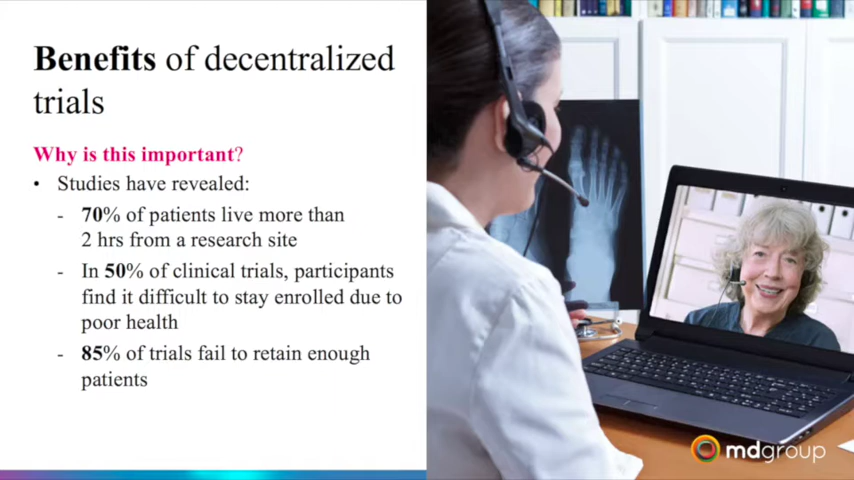 Benefits of decentralized
trials
Why is this important?
• Studies have revealed:
- 70% of patients live more than
2 hrs from a research site
- In 50% of clinical trials, participants
find it difficult to stay enrolled due to
poor health
- 85% of trials fail to retain enough
patients
mdgroup